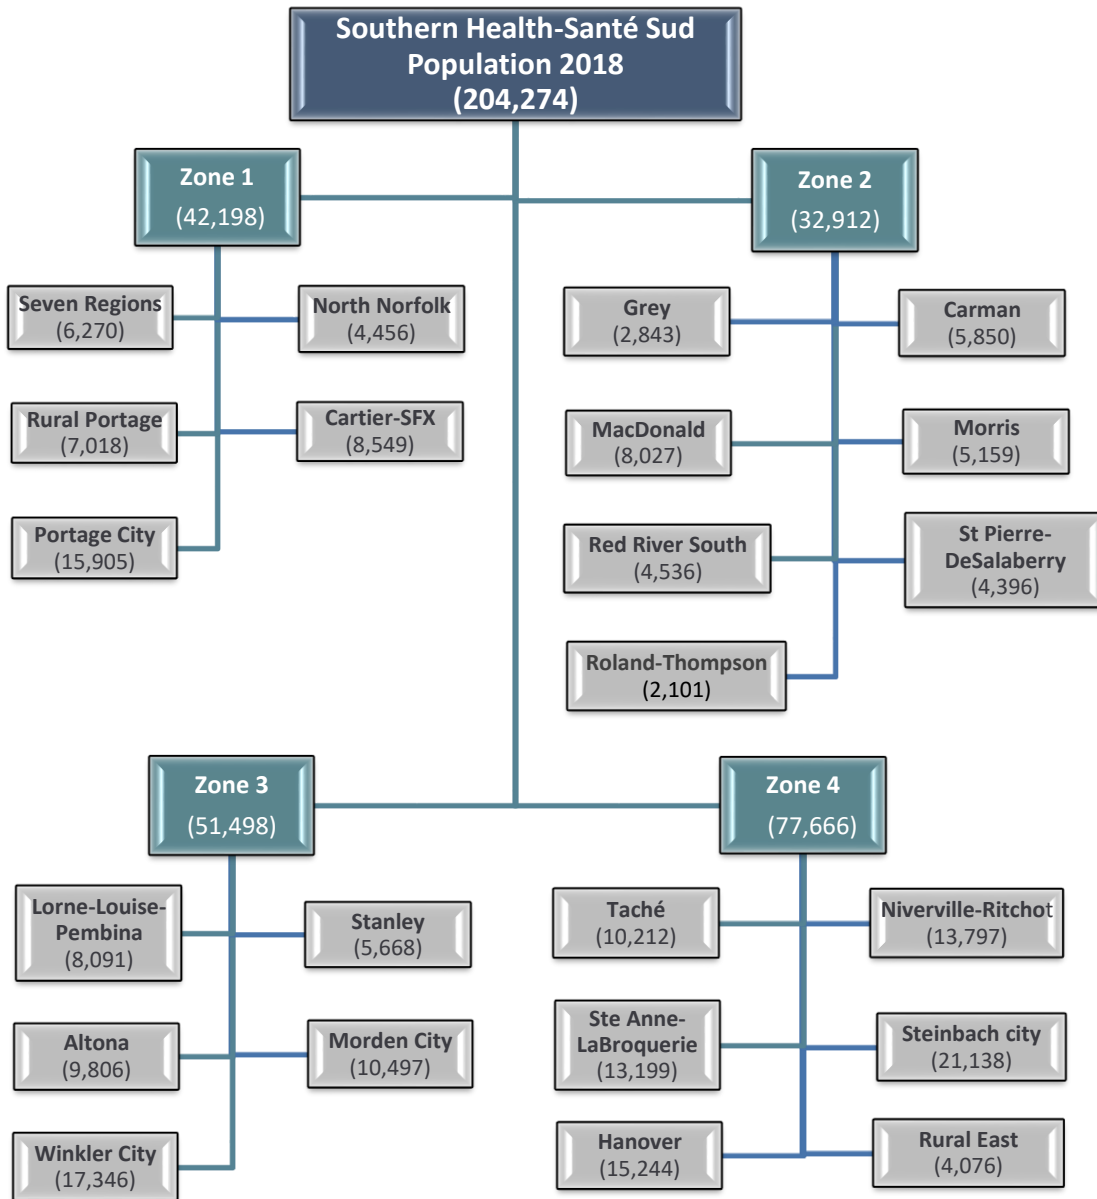 Southern Health-Santé Sud
Population 2018
(204,274)
Zone 1
(42,198)
Zone 2
(32,912)
Seven Regions
(6,270)
North Norfolk
(4,456)
Rural Portage
(7,018)
Cartier-SFX
(8,549)
Portage City
(15,905)
Grey
(2,843)
Carman
(5,850)
MacDonald
(8,027)
Morris
(5,159)
Red River South
(4,536)
St Pierre-
DeSalaberry
(4,396)
Roland-Thompson
(2,101)
Zone 3
(51,498)
Zone 4
(77,666)
Lorne-Louise-
Pembina
(8,091)
Stanley
(5,668)
Altona
(9,806)
Morden City
(10,497)
Winkler City
(17,346)
Taché
(10,212)
Niverville-Ritchot
(13,797)
Ste Anne-
LaBroquerie
(13,199)
Steinbach city
(21,138)
Hanover
(15,244)
Rural East
(4,076)